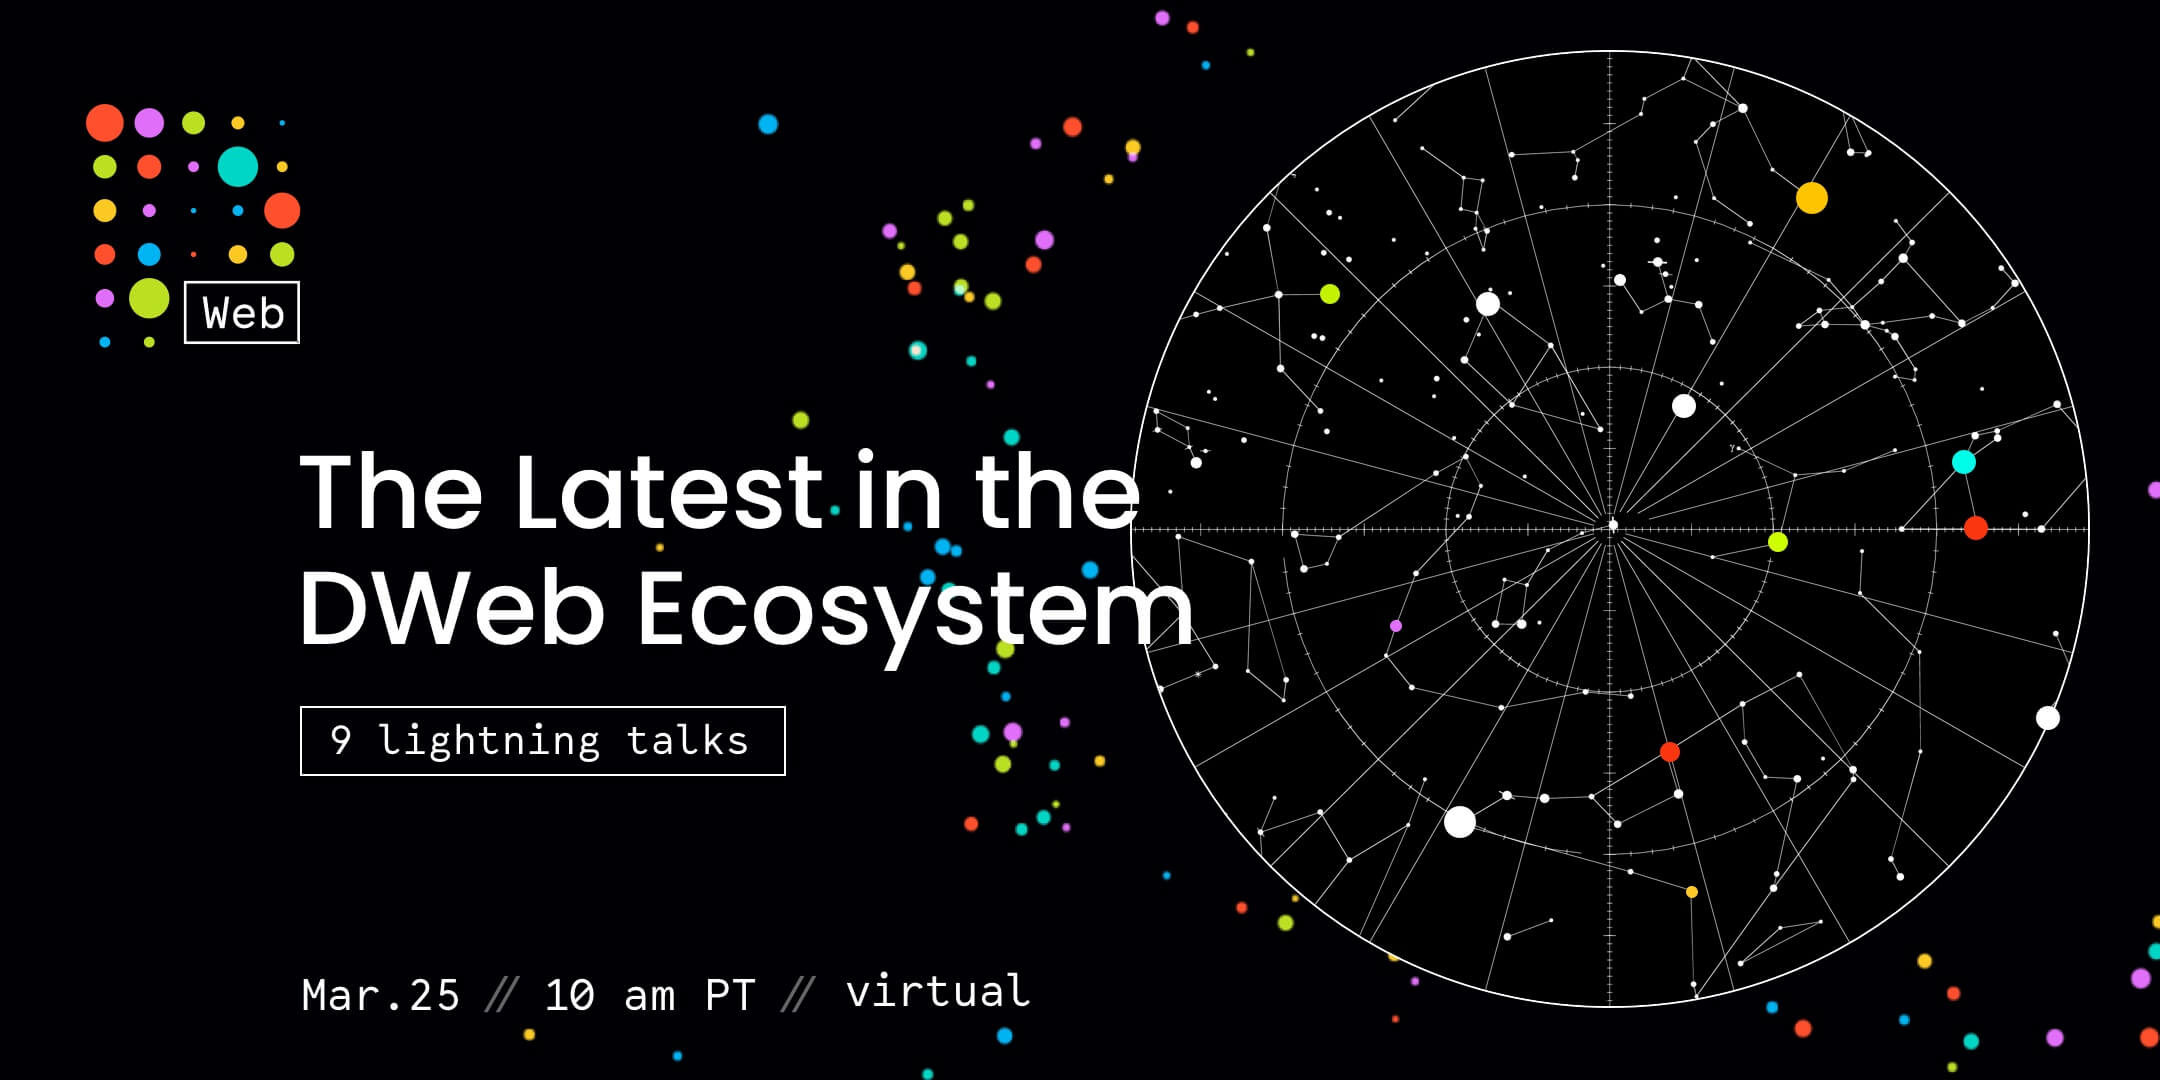 Web
The Latest in the
DWeb Ecosystem
9 lightning talks
Mar.25 // 10 am PT // virtual